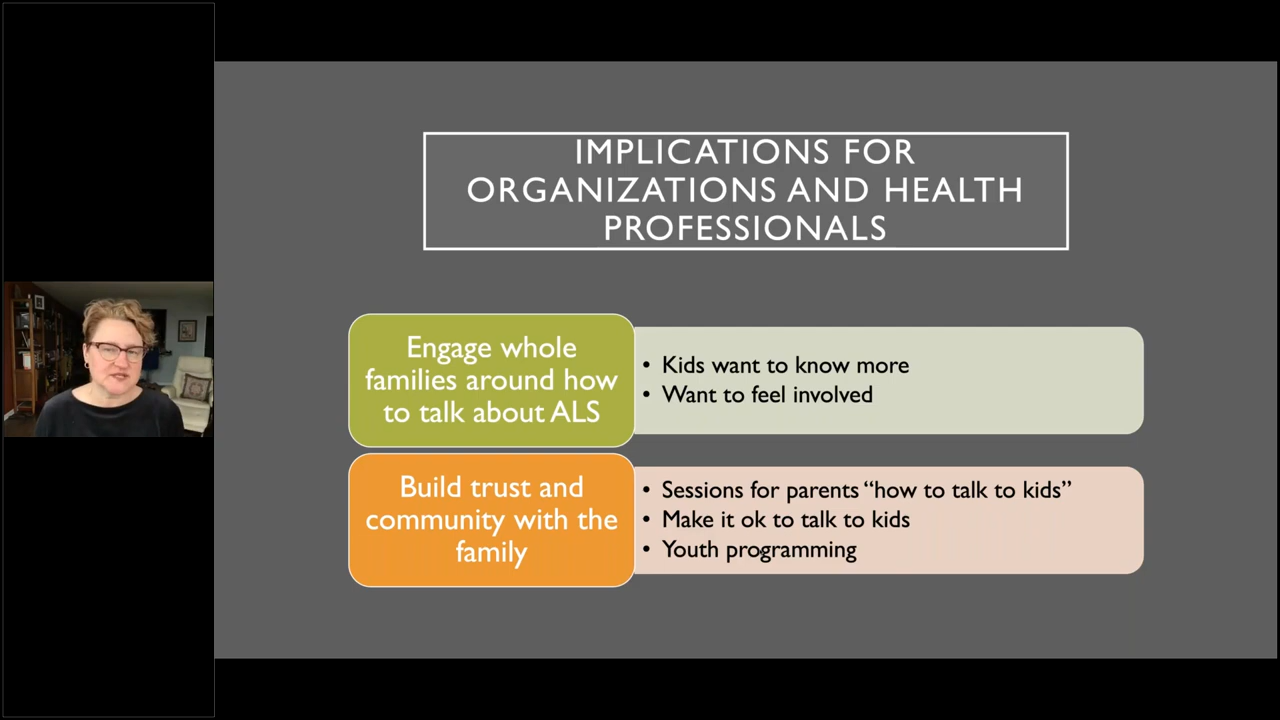 IMPLICATIONS FOR
ORGANIZATIONS AND HEALTH
PROFESSIONALS
Engage whole
families around how
to talk about ALS
• Kids want to know more
• Want to feel involved
Build trust and
community with the
family
• Sessions for parents “how to talk to kids”
• Make it ok to talk to kids
• Youth programming